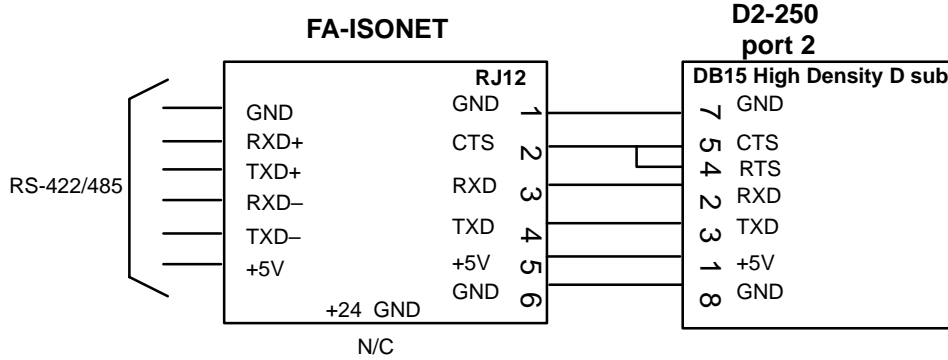 FA-ISONET
D2-250
port 2
RJ12
DB15 High Density D sub
RS-422/485
GND
RXD+
TXD+
RXD–
TXD–
+5V
+24 GND
N/C
GND 1
CTS 2
RXD 3
TXD 4
+5V 5
GND 6
7 GND
5 CTS
4 RTS
2 RXD
3 TXD
1 +5V
8 GND